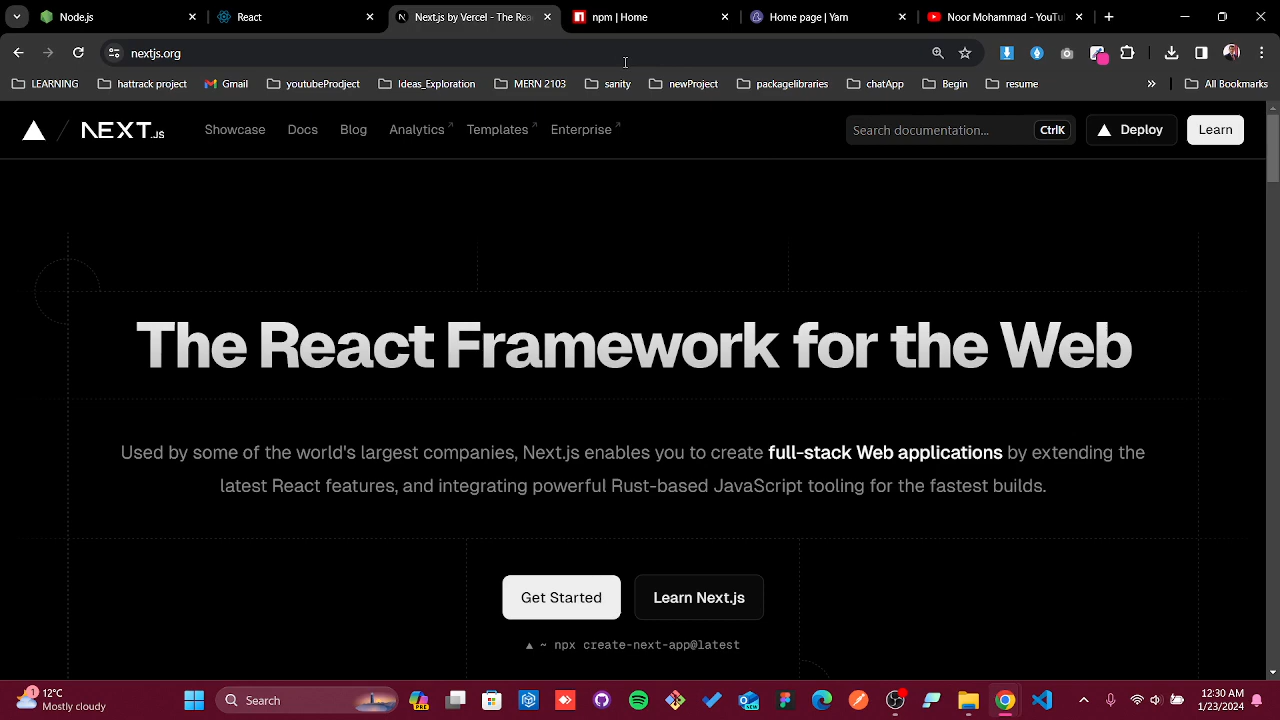 Node.js
React
Next.js by Vercel - The Rea
npm | Home
Home page | Yarn
Noor Mohammad - YouTu
nextjs.org
LEARNING
hattrack project
Gmail
youtubeProdject
Ideas_Exploration
MERN 2103
sanity
newProject
packagelibraries
chatApp
Begin
resume
All Bookmarks
NEXT.JS
Showcase
Docs
Blog
Analytics
Templates
Enterprise
Search documentation...
CtrlK
Deploy
Learn
The React Framework for the Web
Used by some of the world's largest companies, Next.js enables you to create full-stack Web applications by extending the
latest React features, and integrating powerful Rust-based JavaScript tooling for the fastest builds.
Get Started
Learn Next.js
▲ ~ npx create-next-app@latest
1
12°C
Mostly cloudy
Search
PRE
NEW
12:30 AM
1/23/2024